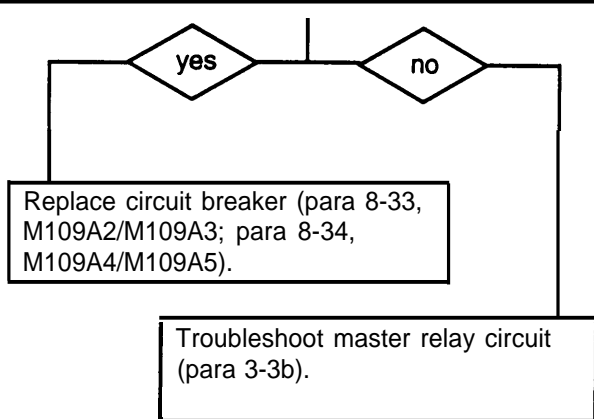 yes
no
Replace circuit breaker (para 8-33,
M109A2/M109A3; para 8-34,
M109A4/M109A5).
Troubleshoot master relay circuit
(para 3-3b).